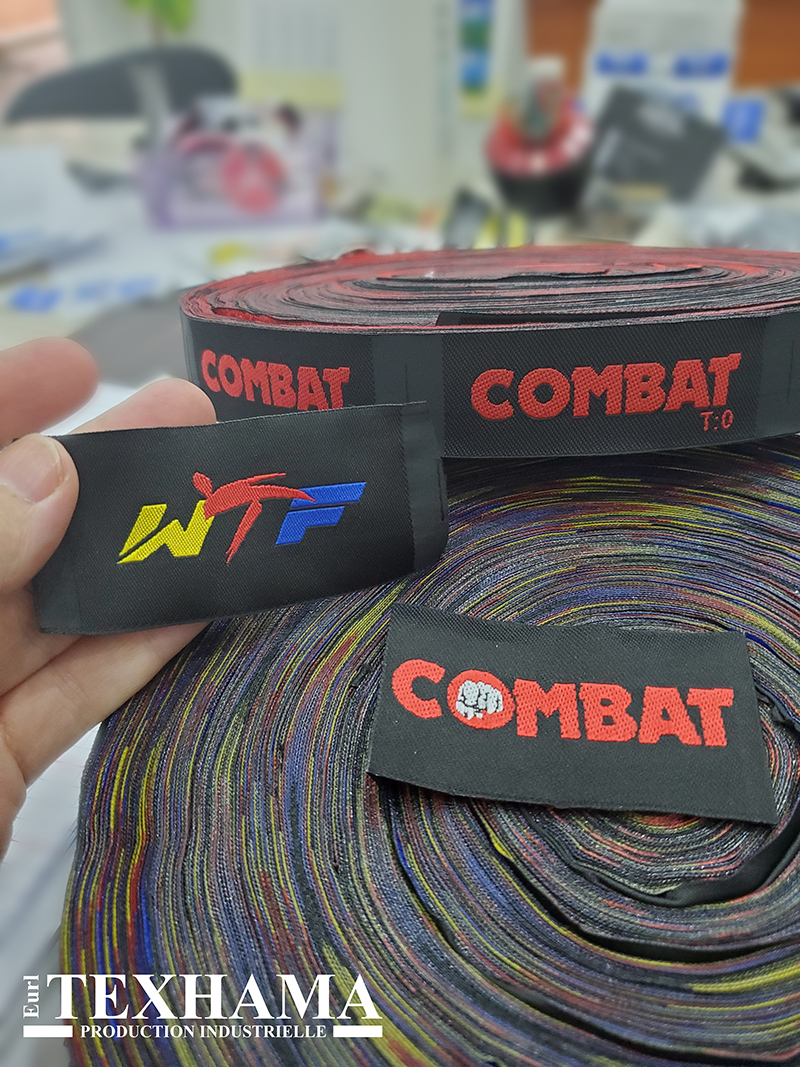 COMBAT
COMBAT
T:0
WTF
COMBAT
Eurl
TEXHAMA
PRODUCTION INDUSTRIELLE